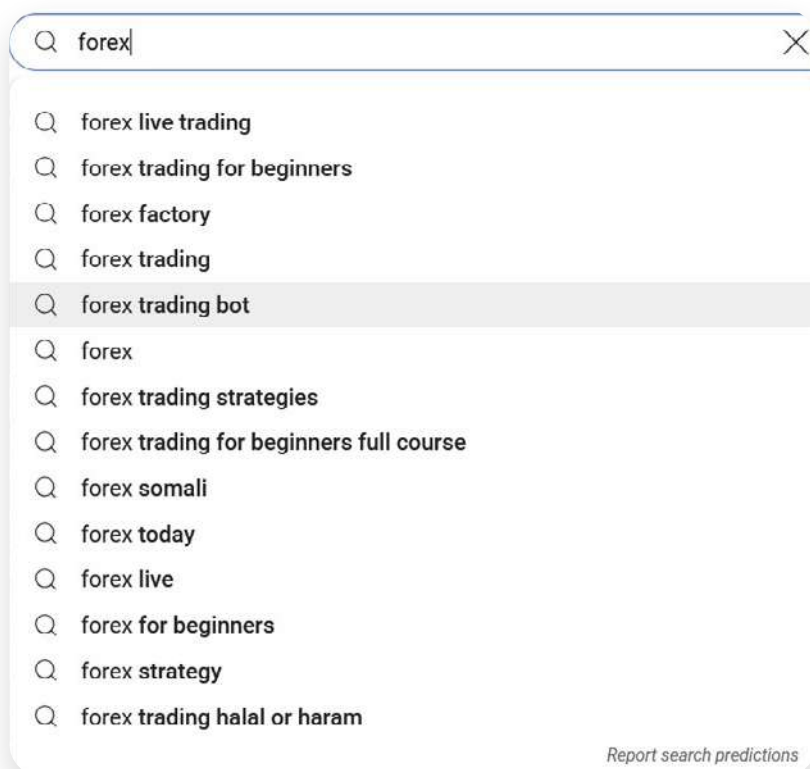 forex
forex live trading
forex trading for beginners
forex factory
forex trading
forex trading bot
forex
forex trading strategies
forex trading for beginners full course
forex somali
forex today
forex live
forex for beginners
forex strategy
forex trading halal or haram
Report search predictions